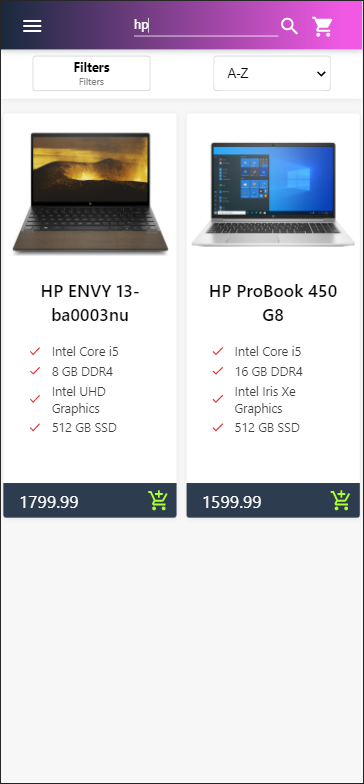 hp
Filters
Filters
A-Z
HP ENVY 13-
ba0003nu
Intel Core i5
8 GB DDR4
Intel UHD
Graphics
512 GB SSD
1799.99
HP ProBook 450
G8
Intel Core i5
16 GB DDR4
Intel Iris Xe
Graphics
512 GB SSD
1599.99